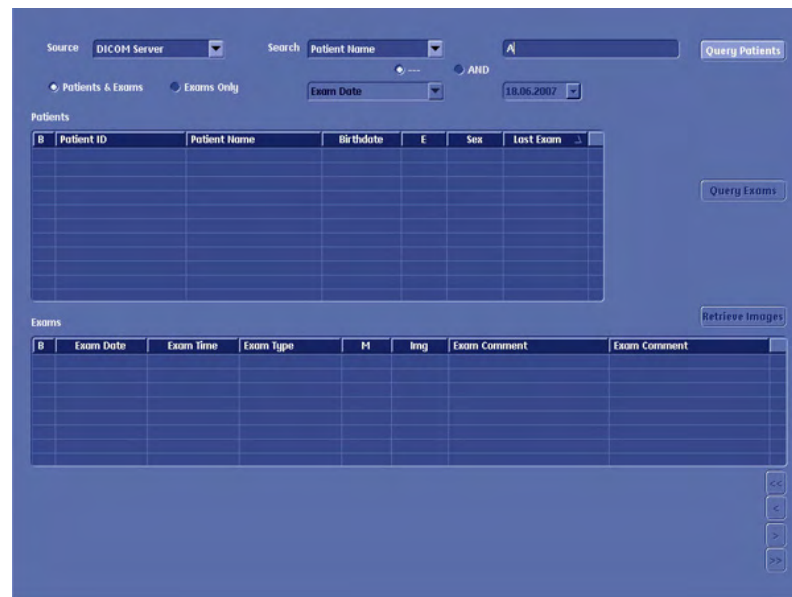 Source DICOM Server Search Patient Name A Query Patients
--- AND
Patients & Exams Exams Only Exam Date 18.06.2007
Patients
B Patient ID Patient Name Birthdate E Sex Last Exam
Query Exams
Retrieve Images
Exams
B Exam Date Exam Time Exam Type M Img Exam Comment Exam Comment
<<
<
>
>>